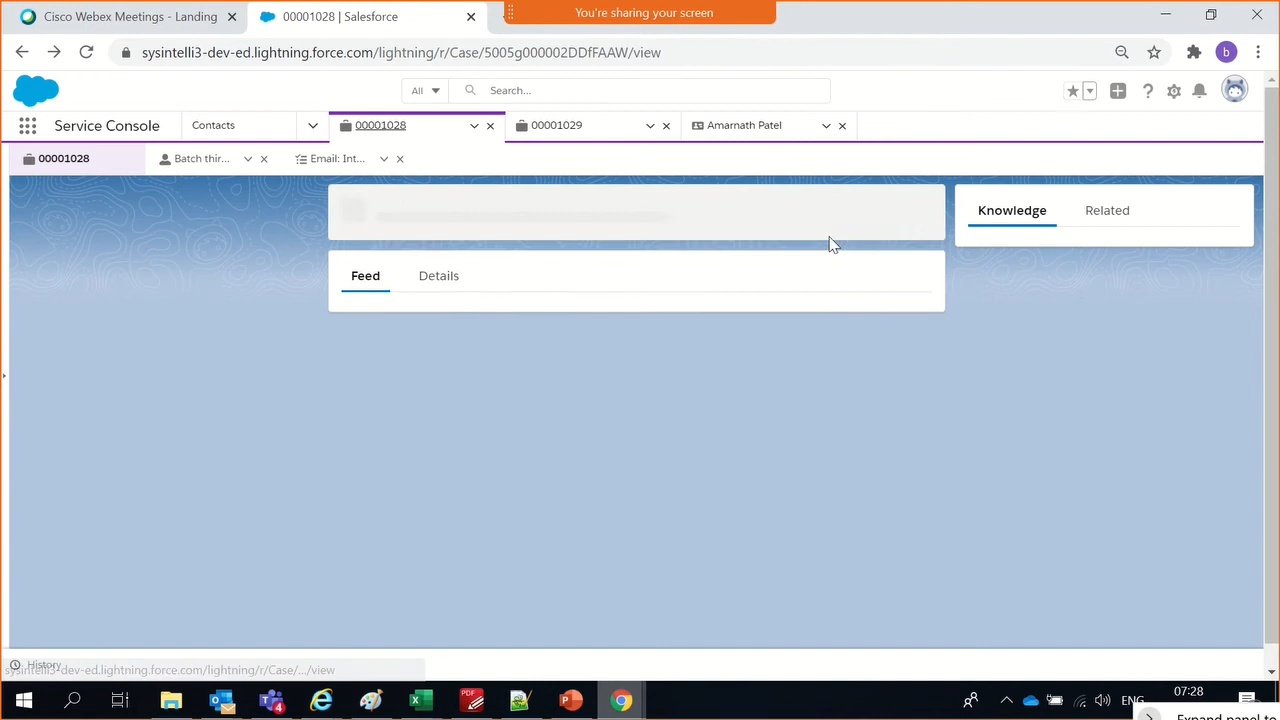 Cisco Webex Meetings - Landing
00001028 | Salesforce
You're sharing your screen
sysintelli3-dev-ed.lightning.force.com/lightning/r/Case/5005g000002DDfFAAW/view
b
All
Search...
Service Console
Contacts
00001028
00001029
Amarnath Patel
00001028
Batch thir...
Email: Int...
Knowledge
Related
Feed
Details
History
sysintelli3-dev-ed.lightning.force.com/lightning/r/Case/.../view
4
PDF
ENG
07:28
Expand panel to